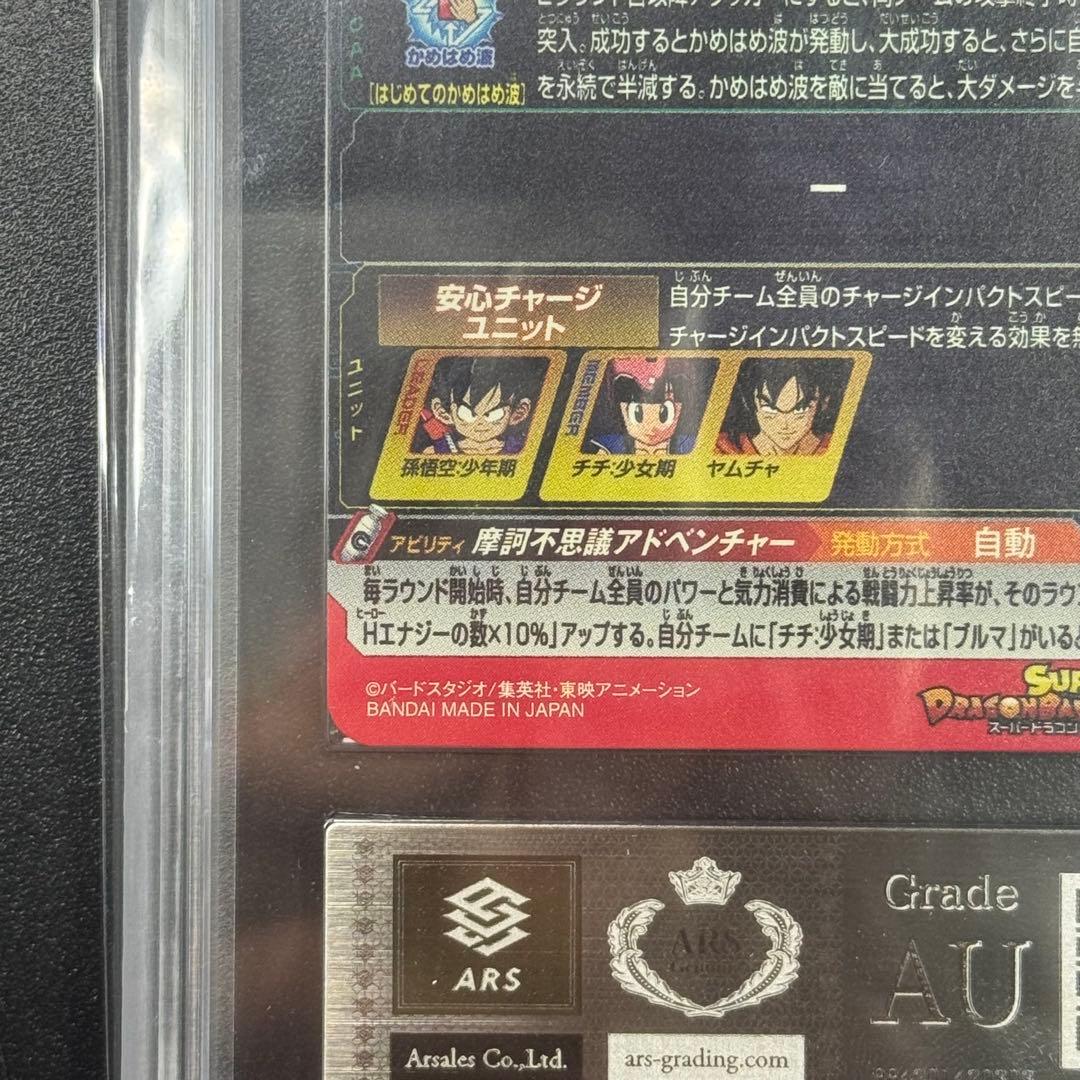 突入。成功するとかめはめ波が発動し、大成功すると、さらに自
を永続で半減する。かめはめ波を敵に当てると、大ダメージを
かめはめ波
[はじめてのかめはめ波]
ー
安心チャージ
ユニット
自分チーム全員のチャージインパクトスピー
チャージインパクトスピードを変える効果を無
ユニット
LEADER
孫悟空:少年期
MEMBER
チチ:少女期
ヤムチャ
アビリティ 摩訶不思議アドベンチャー 発動方式 自動
毎ラウンド開始時、自分チーム全員のパワーと気力消費による戦闘力上昇率が、そのラウ
Hエナジーの数×10%」アップする。自分チームに「チチ:少女期」または「ブルマ」がいる
©バードスタジオ/集英社・東映アニメーション
BANDAI MADE IN JAPAN
ARS
ARS
Grade
AU
Arsales Co.,Ltd.
ars-grading.com